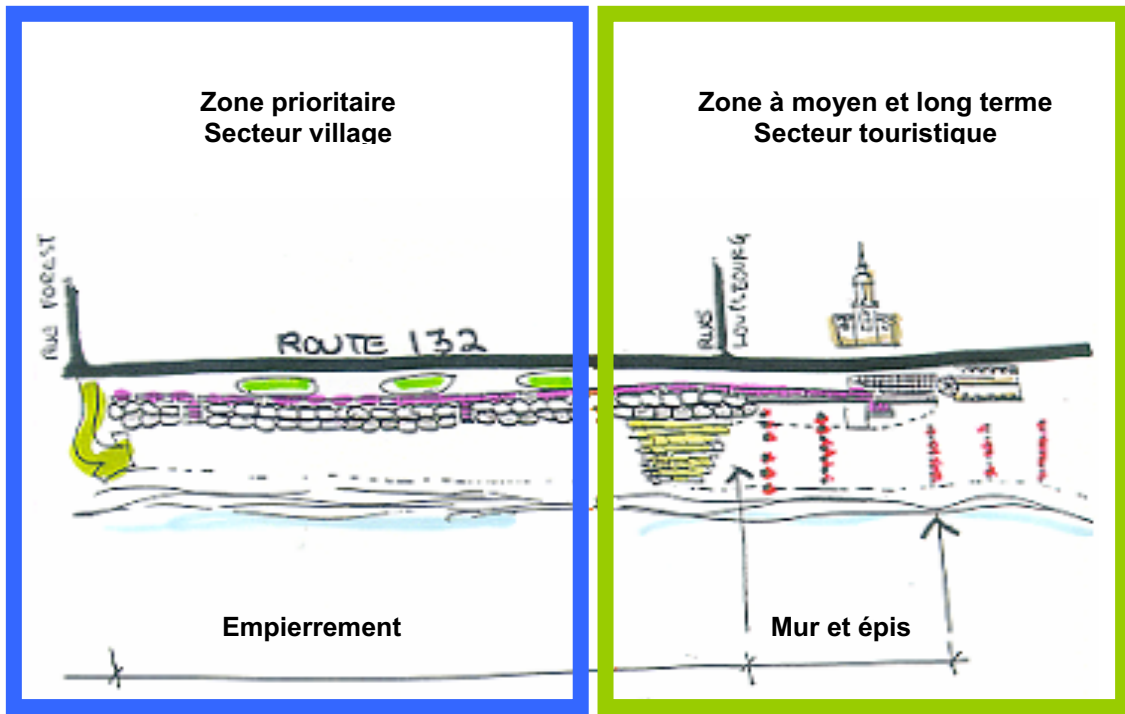 Zone prioritaire
Secteur village
Zone à moyen et long terme
Secteur touristique
RUE FOREST
ROUTE 132
RUE
LOUISBOURG
Empierrement
Mur et épis